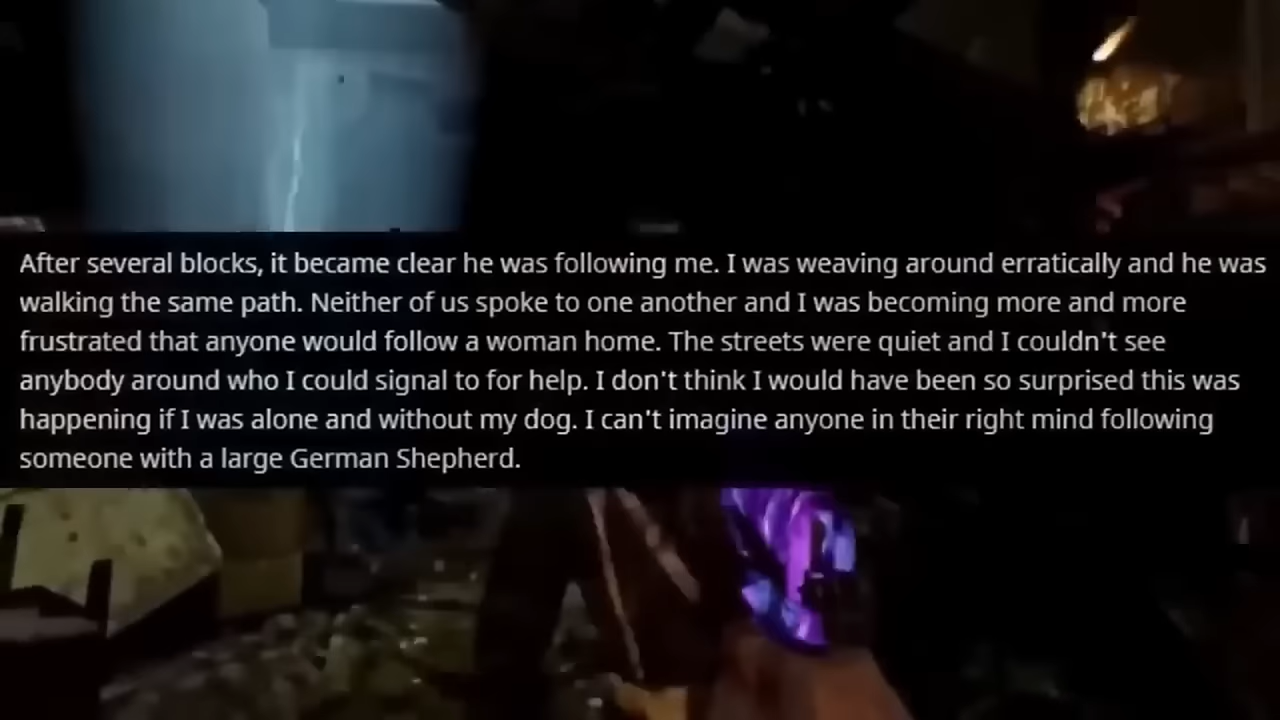 After several blocks, it became clear he was following me. I was weaving around erratically and he was
walking the same path. Neither of us spoke to one another and I was becoming more and more
frustrated that anyone would follow a woman home. The streets were quiet and I couldn't see
anybody around who I could signal to for help. I don't think I would have been so surprised this was
happening if I was alone and without my dog. I can't imagine anyone in their right mind following
someone with a large German Shepherd.